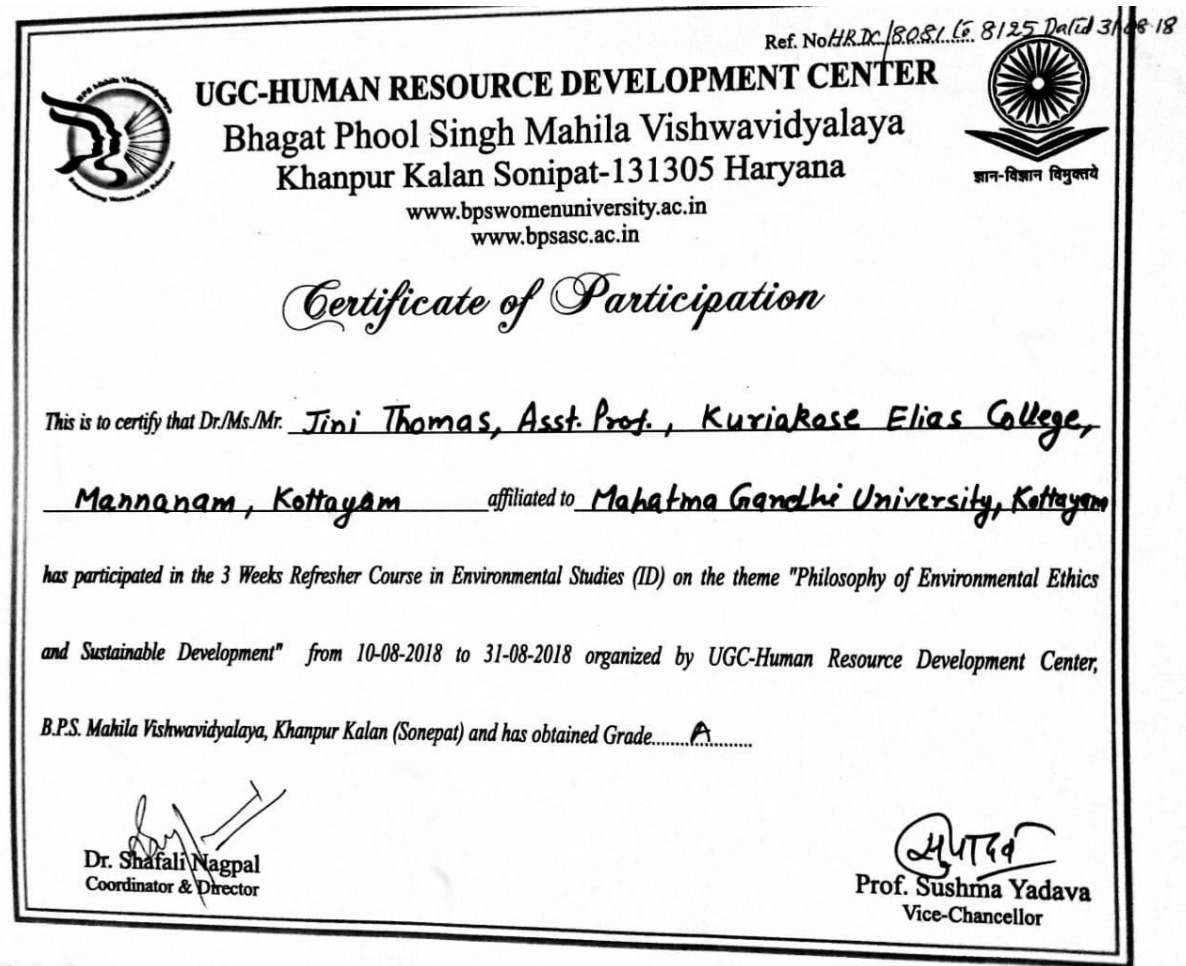 Ref. No HRDC/8081 to 8125 Dated 31-08-18
UGC-HUMAN RESOURCE DEVELOPMENT CENTER
Bhagat Phool Singh Mahila Vishwavidyalaya
Khanpur Kalan Sonipat-131305 Haryana
ज्ञान-विज्ञान विमुक्तये
www.bpswomenuniversity.ac.in
www.bpsasc.ac.in
Certificate of Participation
This is to certify that Dr./Ms./Mr. Jini Thomas, Asst. Prof., Kuriakose Elias College,
Mannanam, Kottayam affiliated to Mahatma Gandhi University, Kottayam
has participated in the 3 Weeks Refresher Course in Environmental Studies (ID) on the theme "Philosophy of Environmental Ethics
and Sustainable Development" from 10-08-2018 to 31-08-2018 organized by UGC-Human Resource Development Center,
B.P.S. Mahila Vishwavidyalaya, Khanpur Kalan (Sonepat) and has obtained Grade.......A.........
Dr. Shafali Nagpal
Coordinator & Director
Prof. Sushma Yadava
Vice-Chancellor